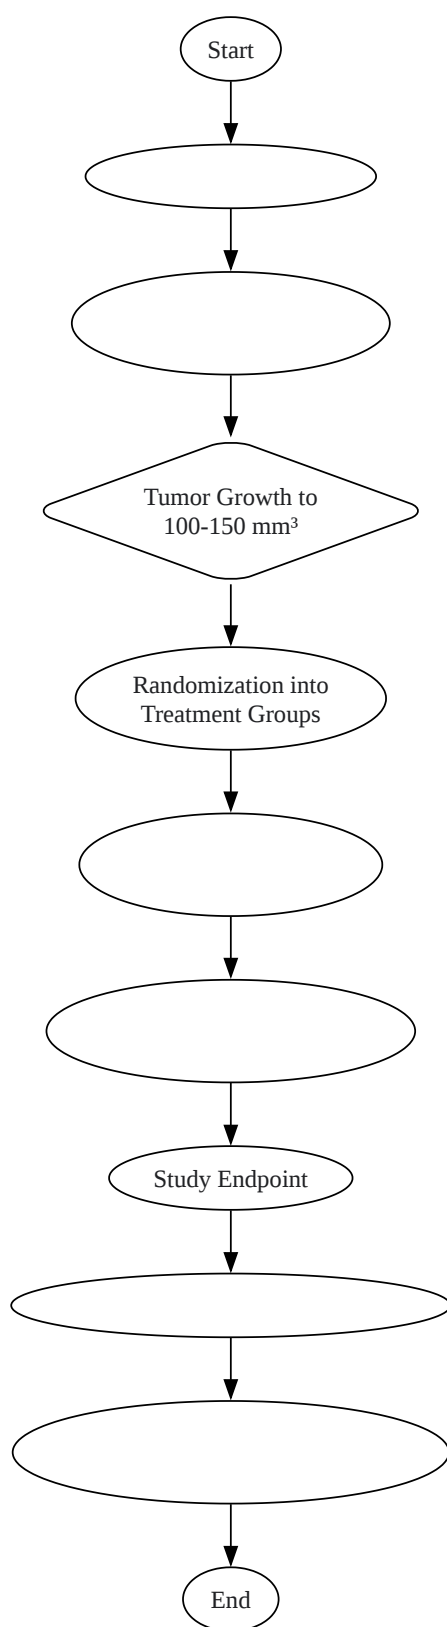 Start
Tumor Growth to
100-150 mm³
Randomization into
Treatment Groups
Study Endpoint
End